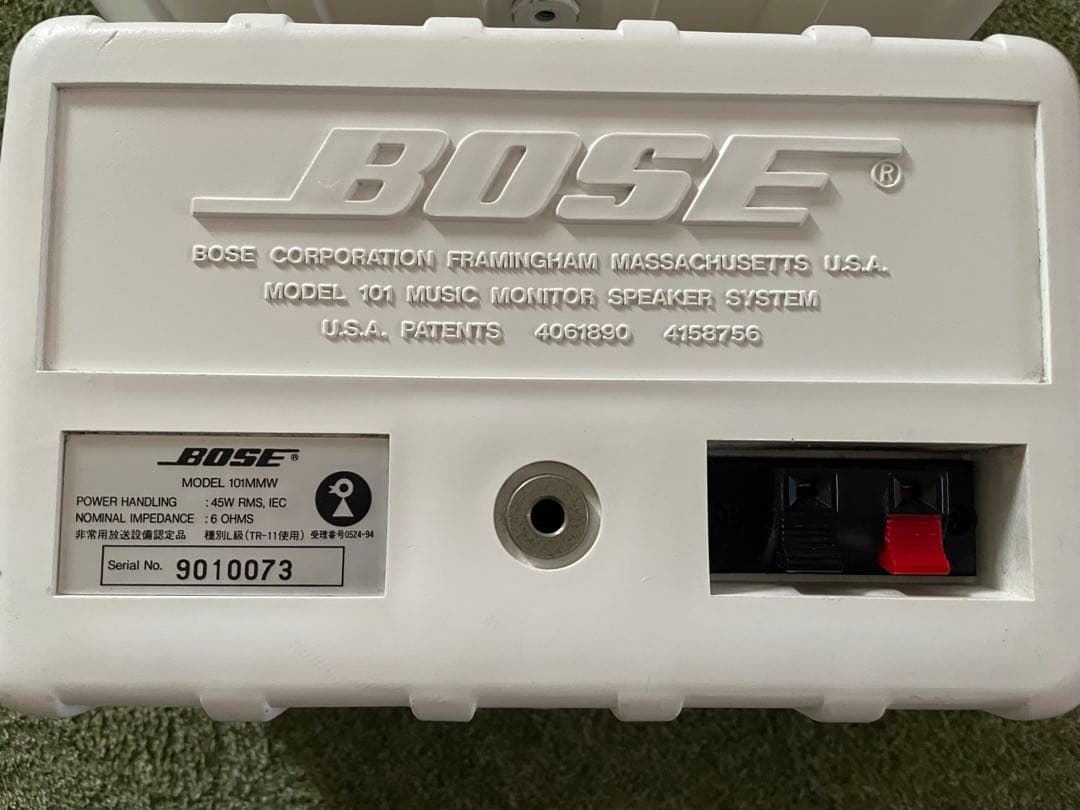 BOSE®
BOSE CORPORATION FRAMINGHAM MASSACHUSETTS U.S.A.
MODEL 101 MUSIC MONITOR SPEAKER SYSTEM
U.S.A. PATENTS 4061890 4158756
BOSE®
MODEL 101MMW
POWER HANDLING : 45W RMS, IEC
NOMINAL IMPEDANCE : 6 OHMS
非常用放送設備認定品 種別L級(TR-11使用) 受理番号0524-94
Serial No. 9010073